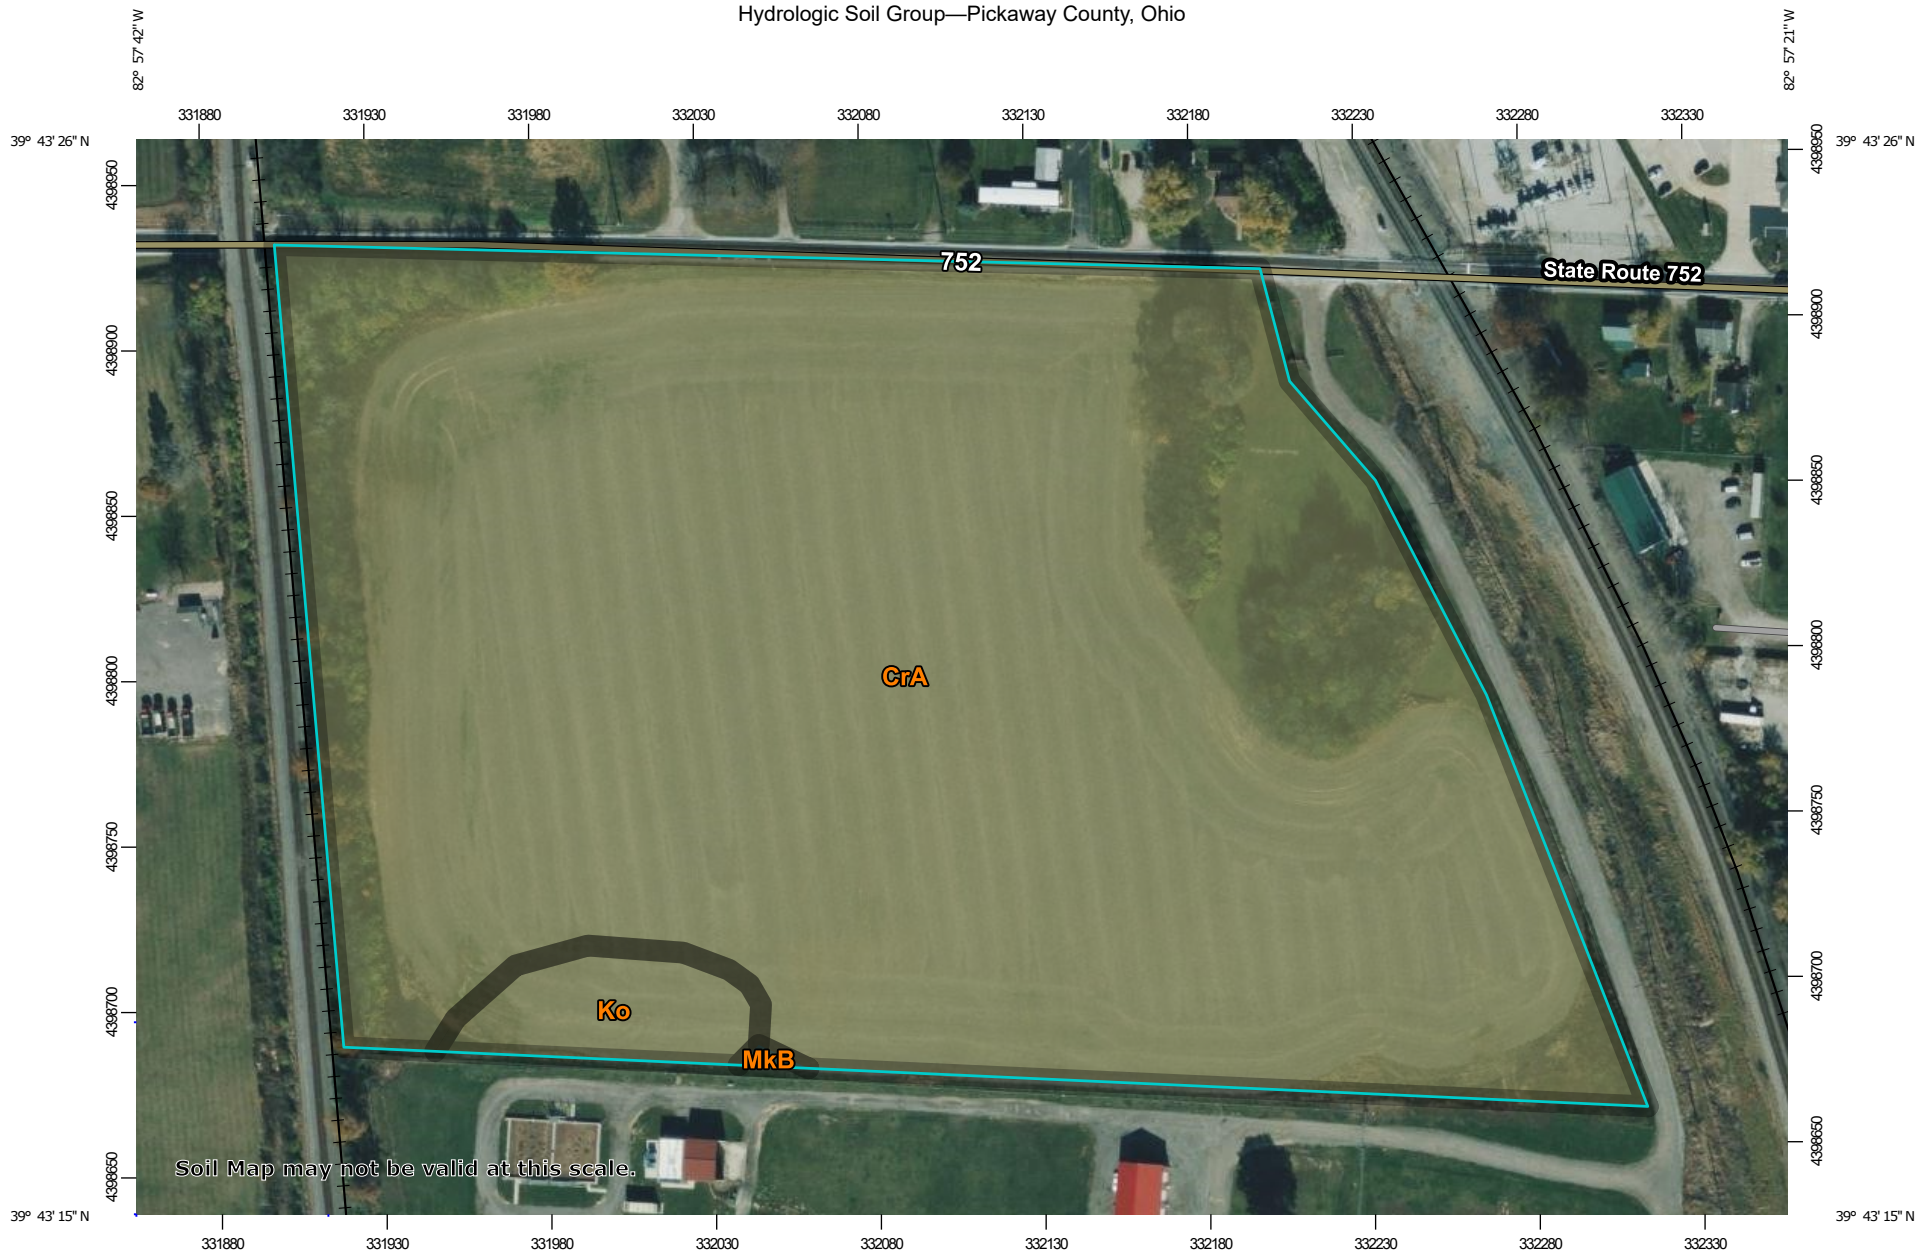 Hydrologic Soil Group—Pickaway County, Ohio
82° 57' 42'' W
82° 57' 21'' W
331880
331930
331980
332030
332080
332130
332180
332230
332280
332330
39° 43' 26'' N
39° 43' 26'' N
4398950
4398950
752
State Route 752
4398900
4398900
4398850
4398850
4398800
CrA
4398800
4398750
4398750
4398700
Ko
4398700
MkB
4398650
4398650
Soil Map may not be valid at this scale.
39° 43' 15'' N
39° 43' 15'' N
331880
331930
331980
332030
332080
332130
332180
332230
332280
332330